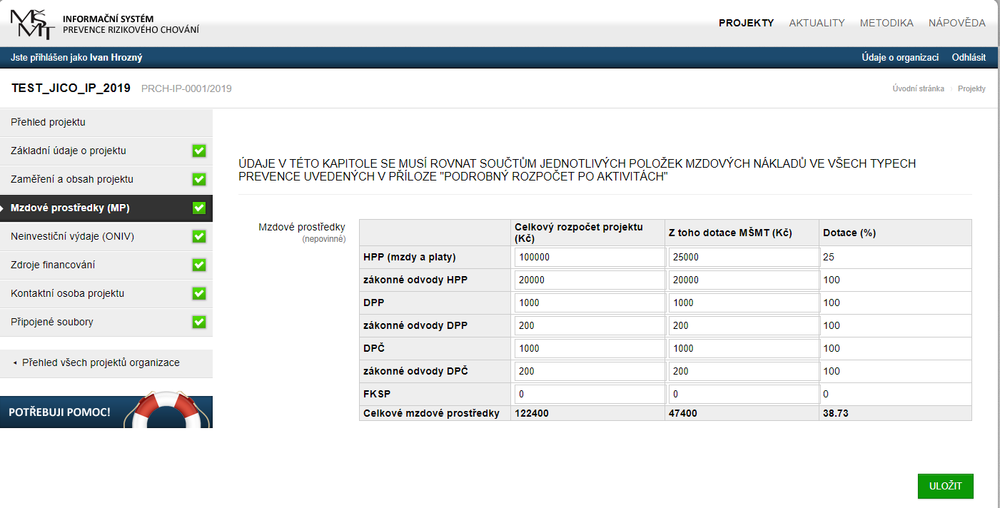 MŠMT
INFORMAČNÍ SYSTÉM
PREVENCE RIZIKOVÉHO CHOVÁNÍ
PROJEKTY AKTUALITY METODIKA NÁPOVĚDA
Jste přihlášen jako Ivan Hrozný
Údaje o organizaci Odhlásit
TEST_JICO_IP_2019 PRCH-IP-0001/2019
Úvodní stránka Projekty
Přehled projektu
Základní údaje o projektu
Zaměření a obsah projektu
Mzdové prostředky (MP)
Neinvestiční výdaje (ONIV)
Zdroje financování
Kontaktní osoba projektu
Připojené soubory
Přehled všech projektů organizace
POTŘEBUJI POMOC!
ÚDAJE V TÉTO KAPITOLE SE MUSÍ ROVNAT SOUČTŮM JEDNOTLIVÝCH POLOŽEK MZDOVÝCH NÁKLADŮ VE VŠECH TYPECH
PREVENCE UVEDENÝCH V PŘÍLOZE "PODROBNÝ ROZPOČET PO AKTIVITÁCH"
Mzdové prostředky
(nepovinné)
Celkový rozpočet projektu
(Kč)
Z toho dotace MŠMT (Kč)
Dotace (%)
HPP (mzdy a platy) 100000 25000 25
zákonné odvody HPP 20000 20000 100
DPP 1000 1000 100
zákonné odvody DPP 200 200 100
DPČ 1000 1000 100
zákonné odvody DPČ 200 200 100
FKSP 0 0 0
Celkové mzdové prostředky 122400 47400 38.73
ULOŽIT